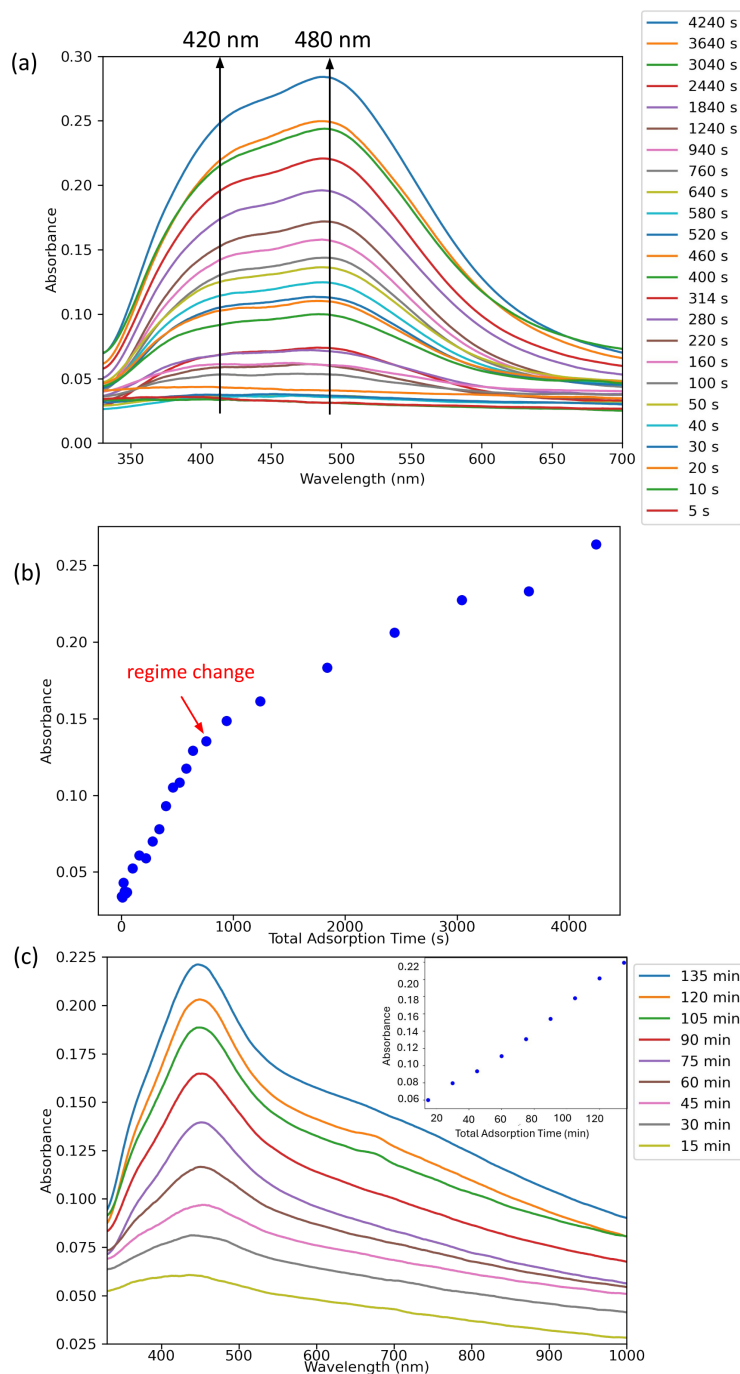 (a)
420 nm
480 nm
0.30
0.25
0.20
0.15
0.10
0.05
0.00
Absorbance
350
400
450
500
550
600
650
700
Wavelength (nm)
4240 s
3640 s
3040 s
2440 s
1840 s
1240 s
940 s
760 s
640 s
580 s
520 s
460 s
400 s
314 s
280 s
220 s
160 s
100 s
50 s
40 s
30 s
20 s
10 s
5 s
(b)
0.25
0.20
0.15
0.10
0.05
Absorbance
regime change
0
1000
2000
3000
4000
Total Adsorption Time (s)
(c)
0.225
0.200
0.175
0.150
0.125
0.100
0.075
0.050
0.025
Absorbance
400
500
600
700
800
900
1000
Wavelength (nm)
0.22
0.20
0.18
0.16
0.14
0.12
0.10
0.08
0.06
Absorbance
20
40
60
80
100
120
Total Adsorption Time (min)
135 min
120 min
105 min
90 min
75 min
60 min
45 min
30 min
15 min